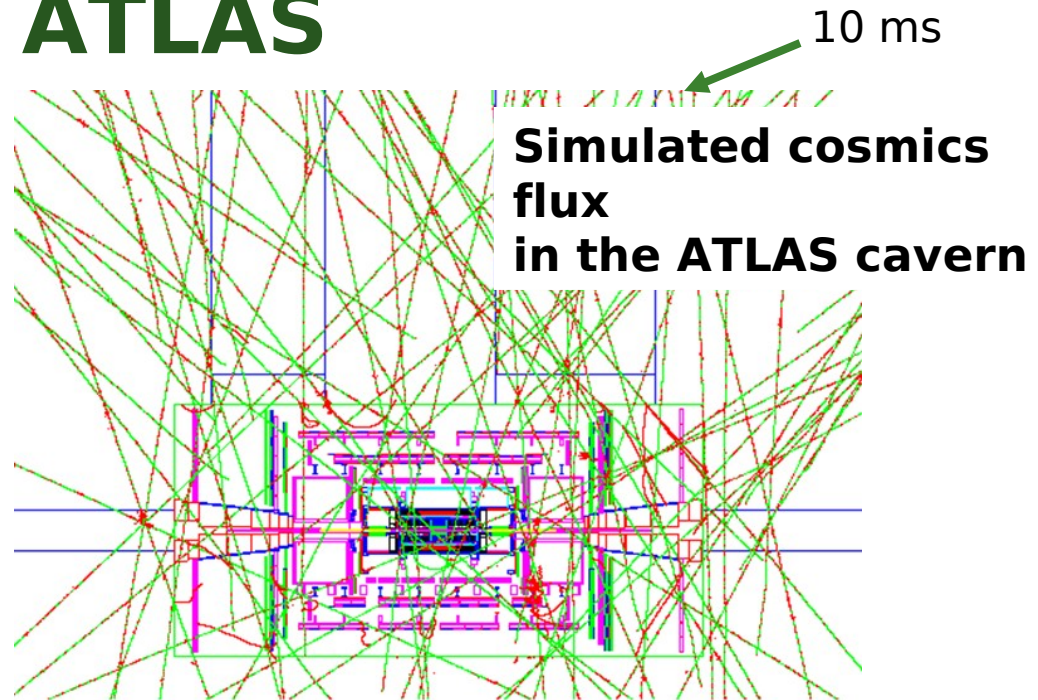 ATLAS
10 ms
Simulated cosmics
flux
in the ATLAS cavern